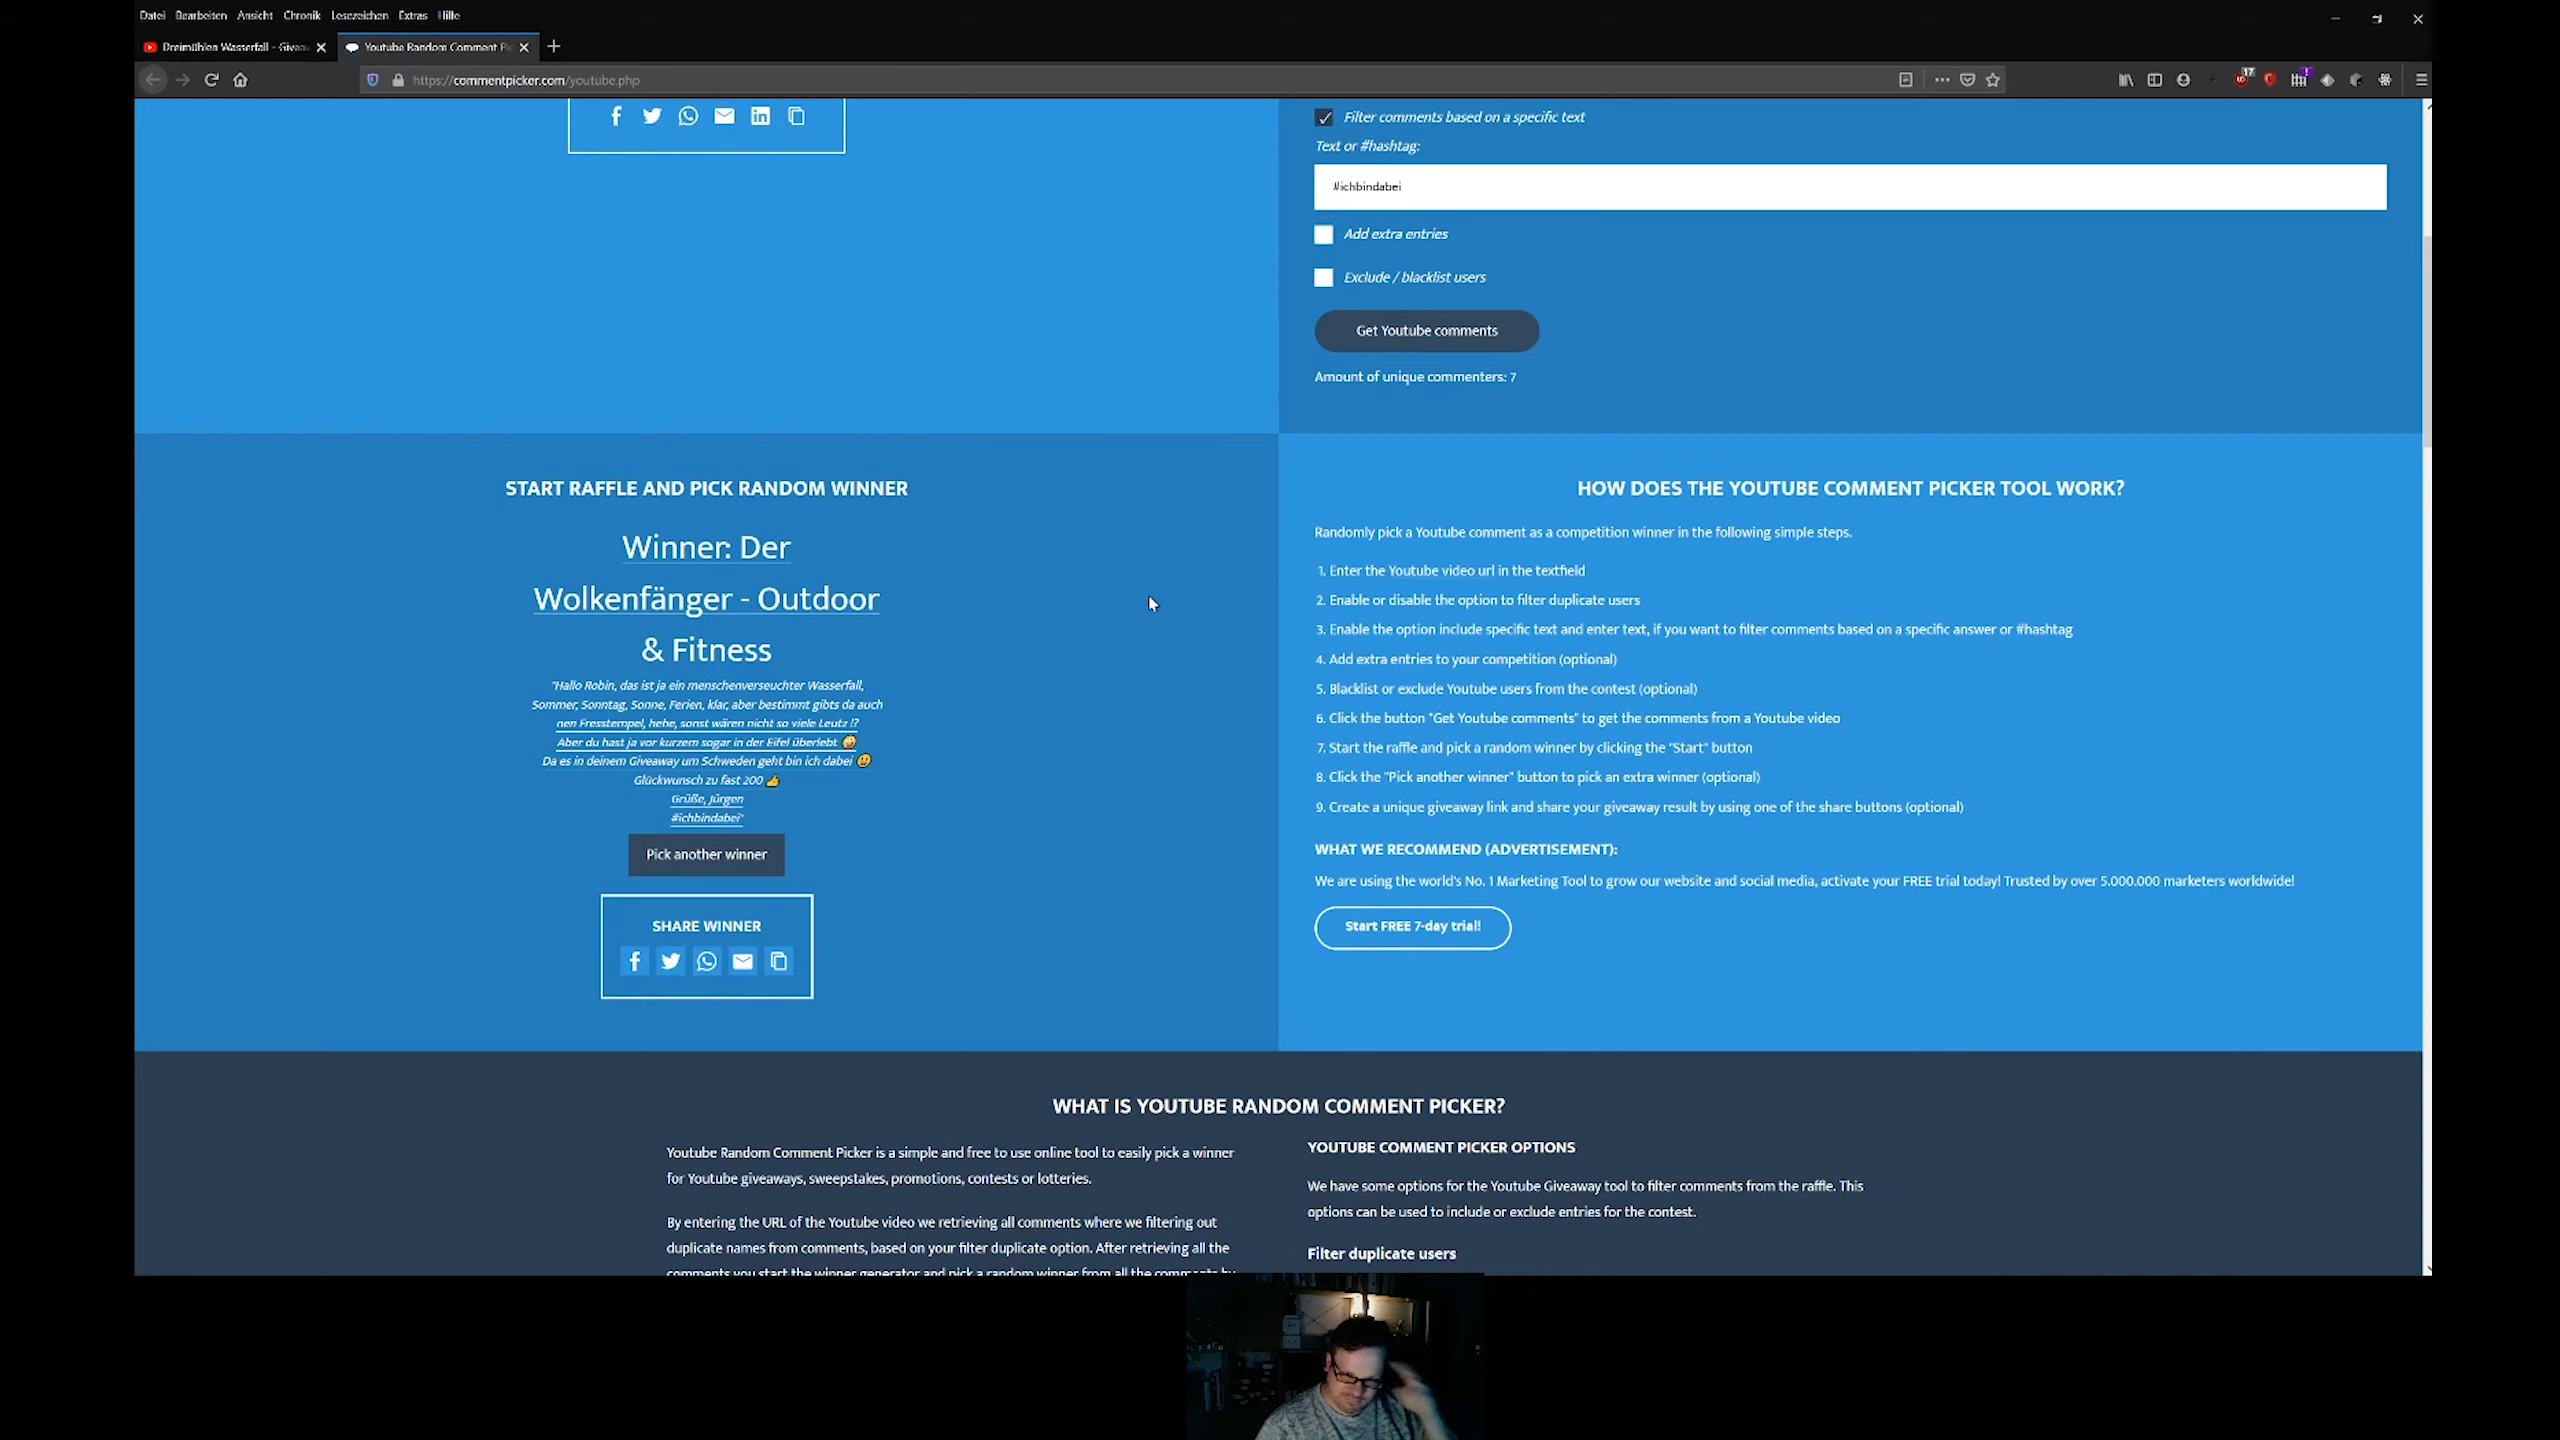 Datei Bearbeiten Ansicht Chronik Lesezeichen Extras Hilfe
Dreimühlen Wasserfall - Giveaw
Youtube Random Comment Pic
https://commentpicker.com/youtube.php
17
Filter comments based on a specific text
Text or #hashtag:
#ichbindabei
Add extra entries
Exclude / blacklist users
Get Youtube comments
Amount of unique commenters: 7
START RAFFLE AND PICK RANDOM WINNER
Winner: Der
Wolkenfänger - Outdoor
& Fitness
"Hallo Robin, das ist ja ein menschenverseuchter Wasserfall,
Sommer, Sonntag, Sonne, Ferien, klar, aber bestimmt gibts da auch
nen Fresstempel, hehe, sonst wären nicht so viele Leutz !?
Aber du hast ja vor kurzem sogar in der Eifel überlebt 🤪
Da es in deinem Giveaway um Schweden geht bin ich dabei 😃
Glückwunsch zu fast 200 👍
Grüße, Jürgen
#ichbindabei"
Pick another winner
SHARE WINNER
HOW DOES THE YOUTUBE COMMENT PICKER TOOL WORK?
Randomly pick a Youtube comment as a competition winner in the following simple steps.
1. Enter the Youtube video url in the textfield
2. Enable or disable the option to filter duplicate users
3. Enable the option include specific text and enter text, if you want to filter comments based on a specific answer or #hashtag
4. Add extra entries to your competition (optional)
5. Blacklist or exclude Youtube users from the contest (optional)
6. Click the button "Get Youtube comments" to get the comments from a Youtube video
7. Start the raffle and pick a random winner by clicking the "Start" button
8. Click the "Pick another winner" button to pick an extra winner (optional)
9. Create a unique giveaway link and share your giveaway result by using one of the share buttons (optional)
WHAT WE RECOMMEND (ADVERTISEMENT):
We are using the world's No. 1 Marketing Tool to grow our website and social media, activate your FREE trial today! Trusted by over 5.000.000 marketers worldwide!
Start FREE 7-day trial!
WHAT IS YOUTUBE RANDOM COMMENT PICKER?
Youtube Random Comment Picker is a simple and free to use online tool to easily pick a winner
for Youtube giveaways, sweepstakes, promotions, contests or lotteries.
By entering the URL of the Youtube video we retrieving all comments where we filtering out
duplicate names from comments, based on your filter duplicate option. After retrieving all the
comments you start the winner generator and pick a random winner from all the comments by
YOUTUBE COMMENT PICKER OPTIONS
We have some options for the Youtube Giveaway tool to filter comments from the raffle. This
options can be used to include or exclude entries for the contest.
Filter duplicate users